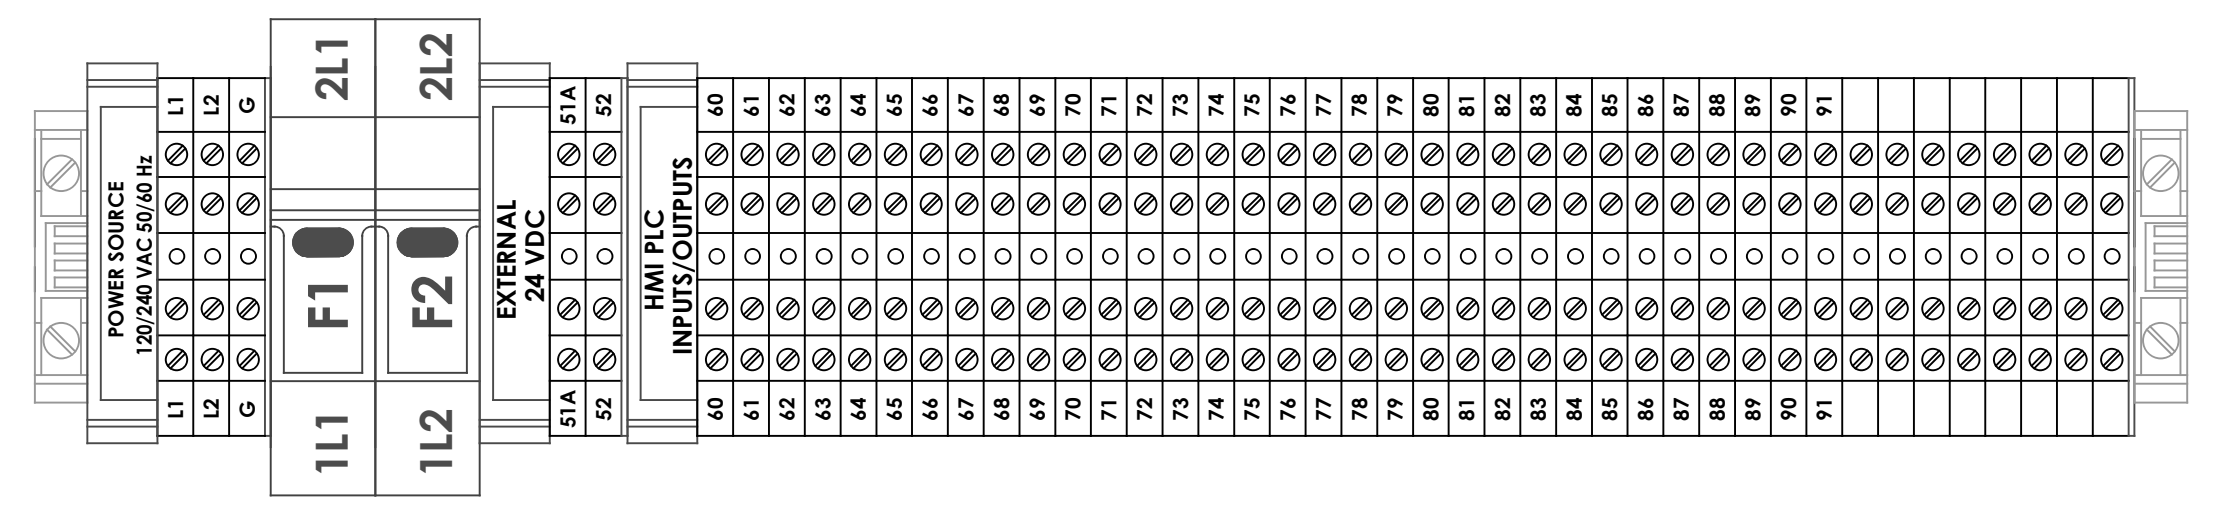 POWER SOURCE
120/240 VAC 50/60 Hz
L1 L2 G
L1 L2 G
2L1 2L2
F1 F2
1L1 1L2
EXTERNAL
24 VDC
51A 52
51A 52
HMI PLC
INPUTS/OUTPUTS
60 61 62 63 64 65 66 67 68 69 70 71 72 73 74 75 76 77 78 79 80 81 82 83 84 85 86 87 88 89 90 91
60 61 62 63 64 65 66 67 68 69 70 71 72 73 74 75 76 77 78 79 80 81 82 83 84 85 86 87 88 89 90 91